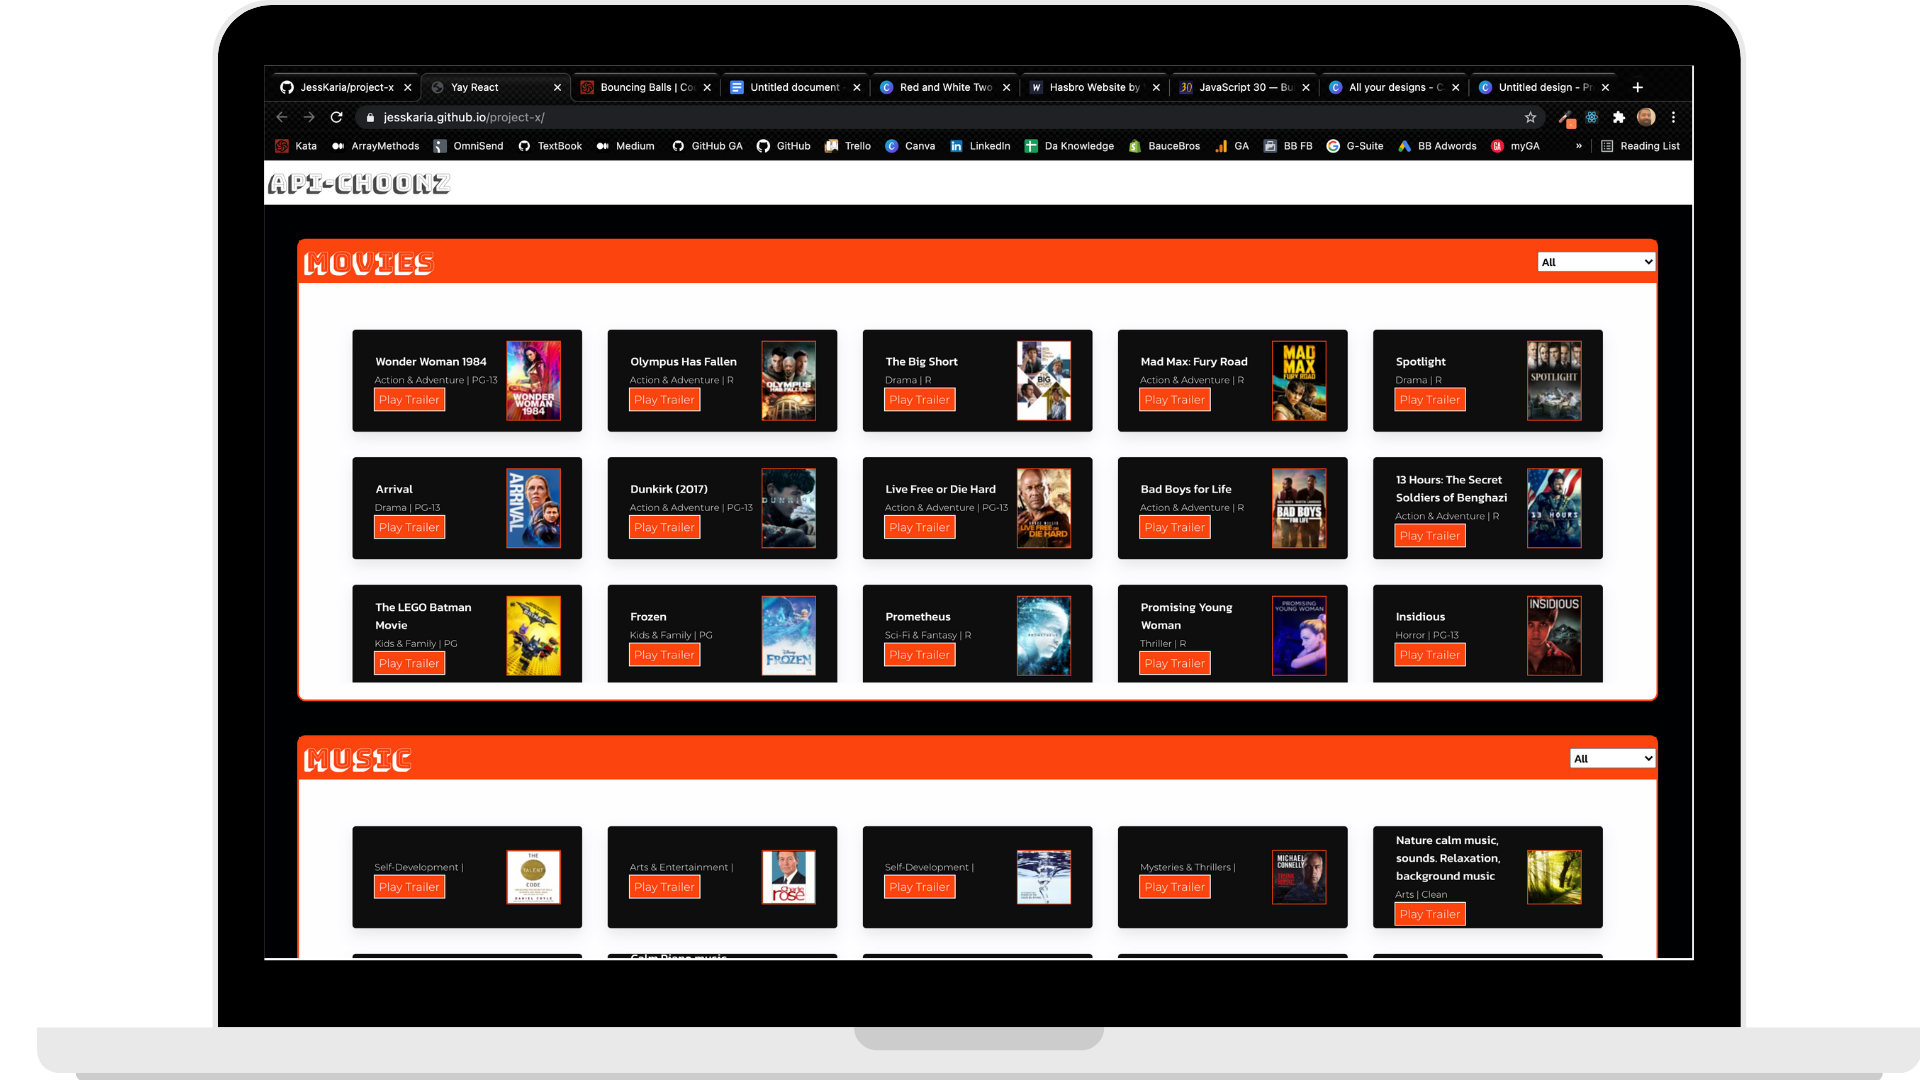 JessKaria/project-x
Yay React
Bouncing Balls | Co
Untitled document
Red and White Two
Hasbro Website by
30 JavaScript 30 — Bu
All your designs - C
Untitled design - Pr
jesskaria.github.io/project-x/
Kata ArrayMethods OmniSend TextBook Medium GitHub GA GitHub Trello Canva LinkedIn Da Knowledge BauceBros GA BB FB G-Suite BB Adwords myGA » Reading List
API-CHOONZ
MOVIES
All
Wonder Woman 1984
Action & Adventure | PG-13
Play Trailer
WONDER
WOMAN
1984
Olympus Has Fallen
Action & Adventure | R
Play Trailer
OLYMPUS
HAS FALLEN
The Big Short
Drama | R
Play Trailer
BIG
Mad Max: Fury Road
Action & Adventure | R
Play Trailer
MAD
MAX
FURY ROAD
Spotlight
Drama | R
Play Trailer
SPOTLIGHT
Arrival
Drama | PG-13
Play Trailer
ARRIVAL
Dunkirk (2017)
Action & Adventure | PG-13
Play Trailer
DUNKIRK
Live Free or Die Hard
Action & Adventure | PG-13
Play Trailer
LIVE FREE OR
DIE HARD
Bad Boys for Life
Action & Adventure | R
Play Trailer
BAD BOYS
FOR LIFE
13 Hours: The Secret
Soldiers of Benghazi
Action & Adventure | R
Play Trailer
13 HOURS
The LEGO Batman
Movie
Kids & Family | PG
Play Trailer
Frozen
Kids & Family | PG
Play Trailer
FROZEN
Prometheus
Sci-Fi & Fantasy | R
Play Trailer
PROMETHEUS
Promising Young
Woman
Thriller | R
Play Trailer
PROMISING
YOUNG WOMAN
Insidious
Horror | PG-13
Play Trailer
INSIDIOUS
MUSIC
All
Self-Development |
Play Trailer
THE
TALENT
CODE
DANIEL COYLE
Arts & Entertainment |
Play Trailer
charlie
rose
Self-Development |
Play Trailer
Mysteries & Thrillers |
Play Trailer
MICHAEL
CONNELLY
Nature calm music,
sounds. Relaxation,
background music
Arts | Clean
Play Trailer
Calm Piano music